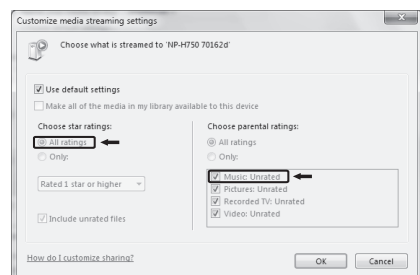 Customize media streaming settings
Choose what is streamed to 'NP-H750 70162d'
Use default settings
Make all of the media in my library available to this device
Choose star ratings:
All ratings
Only:
Rated 1 star or higher
Include unrated files
Choose parental ratings:
All ratings
Only:
Music: Unrated
Pictures: Unrated
Recorded TV: Unrated
Video: Unrated
How do I customize sharing?
OK
Cancel